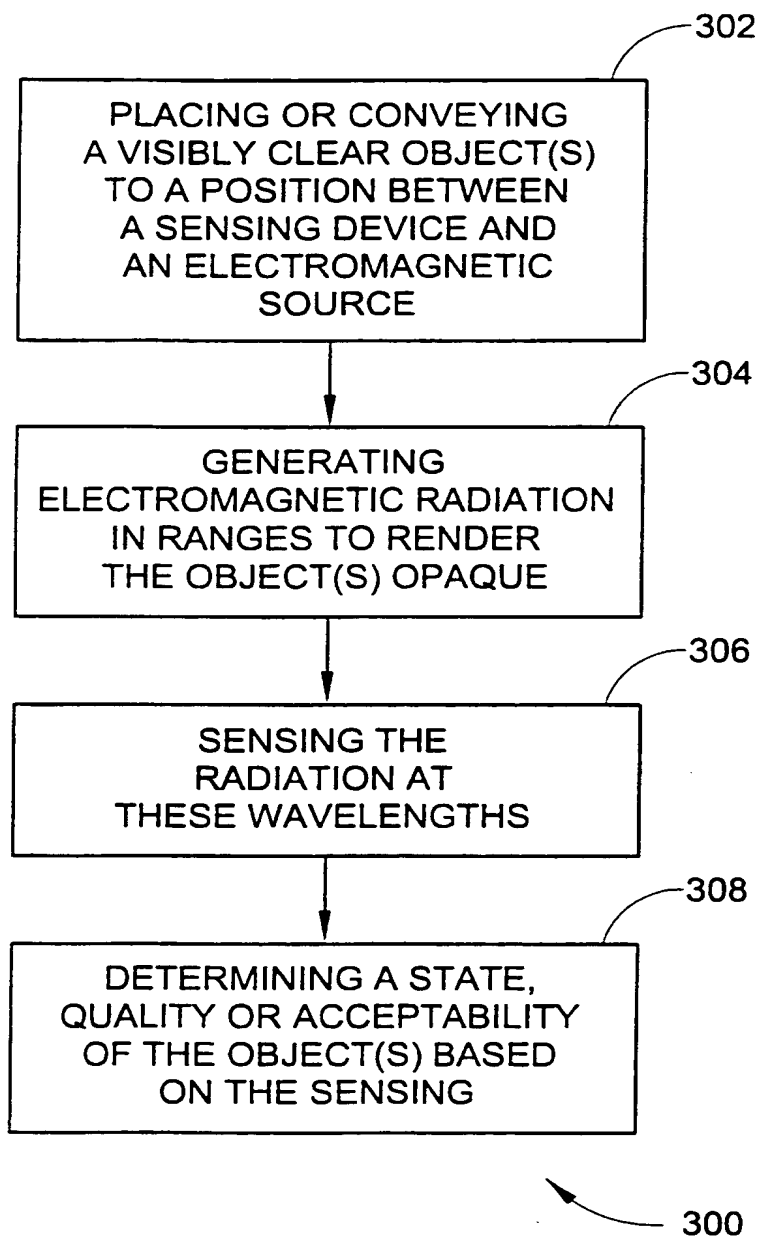 302
PLACING OR CONVEYING
A VISIBLY CLEAR OBJECT(S)
TO A POSITION BETWEEN
A SENSING DEVICE AND
AN ELECTROMAGNETIC
SOURCE
304
GENERATING
ELECTROMAGNETIC RADIATION
IN RANGES TO RENDER
THE OBJECT(S) OPAQUE
306
SENSING THE
RADIATION AT
THESE WAVELENGTHS
308
DETERMINING A STATE,
QUALITY OR ACCEPTABILITY
OF THE OBJECT(S) BASED
ON THE SENSING
300